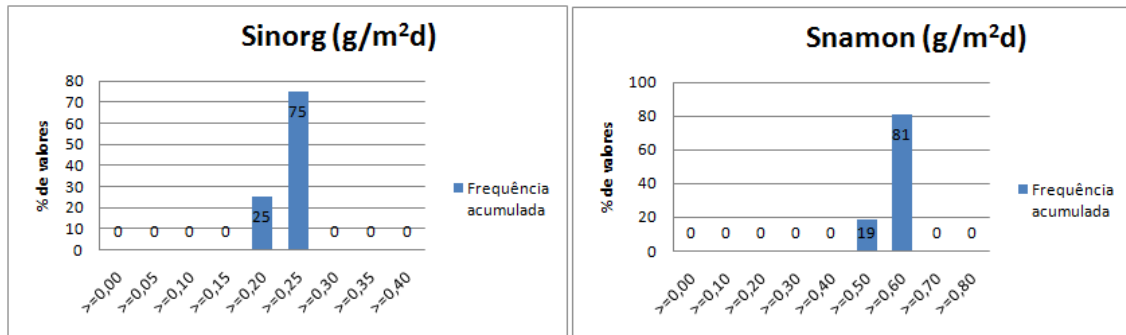 Sinorg (g/m²d)
% de valores
80
70
60
50
40
30
20
10
0
0 0 0 0 25 75 0 0 0
>=0,00 >=0,05 >=0,10 >=0,15 >=0,20 >=0,25 >=0,30 >=0,35 >=0,40
Frequência
acumulada
Snamon (g/m²d)
% de valores
100
80
60
40
20
0
0 0 0 0 0 19 81 0 0
>=0,00 >=0,10 >=0,20 >=0,30 >=0,40 >=0,50 >=0,60 >=0,70 >=0,80
Frequência
acumulada